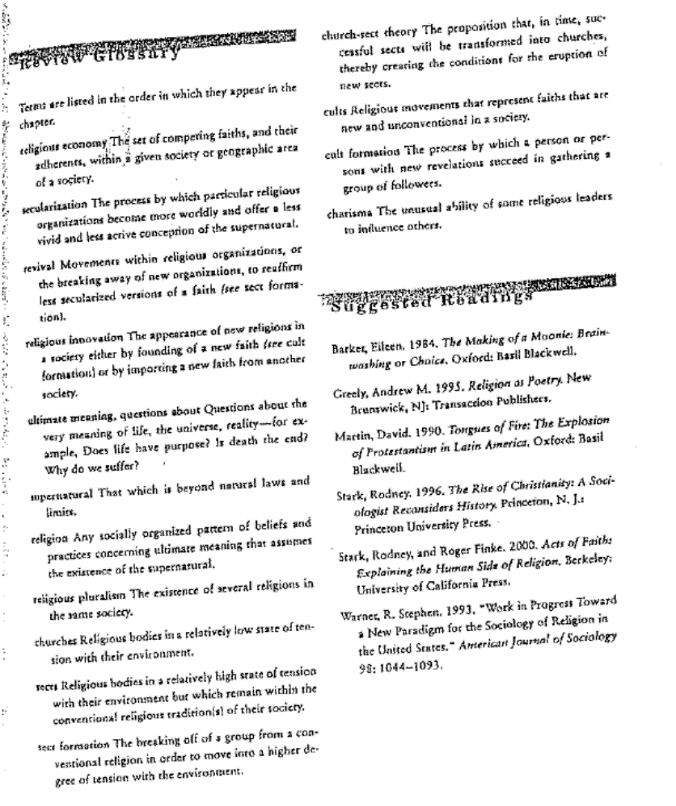 Review Glossary
Terms are listed in the order in which they appear in the
chapter.
religious economy The set of competing faiths, and their
adherents, within a given society or geographic area
of a society.
secularization The process by which particular religious
organizations become more worldly and offer a less
vivid and less active conception of the supernatural.
revival Movements within religious organizations, or
the breaking away of new organizations, to reaffirm
less secularized versions of a faith (see sect forma-
tion).
religious innovation The appearance of new religions in
a society either by founding of a new faith (see cult
formation) or by importing a new faith from another
society.
ultimate meaning, questions about Questions about the
very meaning of life, the universe, reality—for ex-
ample, Does life have purpose? Is death the end?
Why do we suffer?
supernatural That which is beyond natural laws and
limits.
religion Any socially organized pattern of beliefs and
practices concerning ultimate meaning that assumes
the existence of the supernatural.
religious pluralism The existence of several religions in
the same society.
churches Religious bodies in a relatively low state of ten-
sion with their environment.
sects Religious bodies in a relatively high state of tension
with their environment but which remain within the
conventional religious tradition(s) of their society.
sect formation The breaking off of a group from a con-
ventional religion in order to move into a higher de-
gree of tension with the environment.
church-sect theory The proposition that, in time, suc-
cessful sects will be transformed into churches,
thereby creating the conditions for the eruption of
new sects.
cults Religious movements that represent faiths that are
new and unconventional in a society.
cult formation The process by which a person or per-
sons with new revelations succeed in gathering a
group of followers.
charisma The unusual ability of some religious leaders
to influence others.
Suggested Readings
Barker, Eileen. 1984. The Making of a Moonie: Brain-
washing or Choice. Oxford: Basil Blackwell.
Greely, Andrew M. 1995. Religion as Poetry. New
Brunswick, NJ: Transaction Publishers.
Martin, David. 1990. Tongues of Fire: The Explosion
of Protestantism in Latin America. Oxford: Basil
Blackwell.
Stark, Rodney. 1996. The Rise of Christianity: A Soci-
ologist Reconsiders History. Princeton, N. J.:
Princeton University Press.
Stark, Rodney, and Roger Finke. 2000. Acts of Faith:
Explaining the Human Side of Religion. Berkeley:
University of California Press.
Warner, R. Stephen. 1993. "Work in Progress Toward
a New Paradigm for the Sociology of Religion in
the United States." American Journal of Sociology
98: 1044–1093.